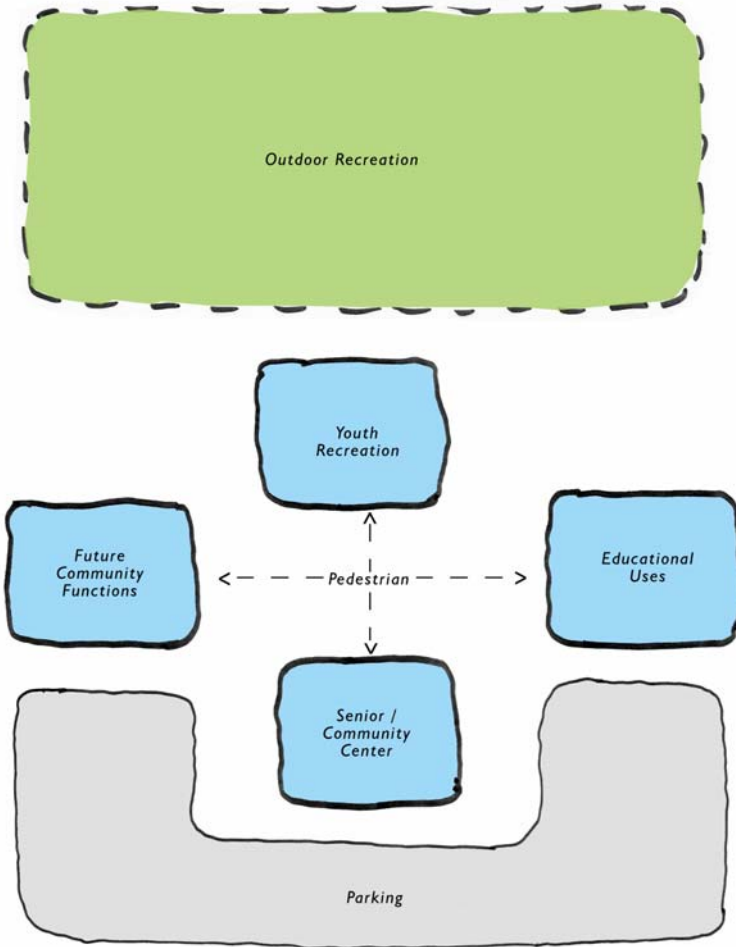 Outdoor Recreation
Youth
Recreation
Future
Community
Functions
Pedestrian
Educational
Uses
Senior /
Community
Center
Parking